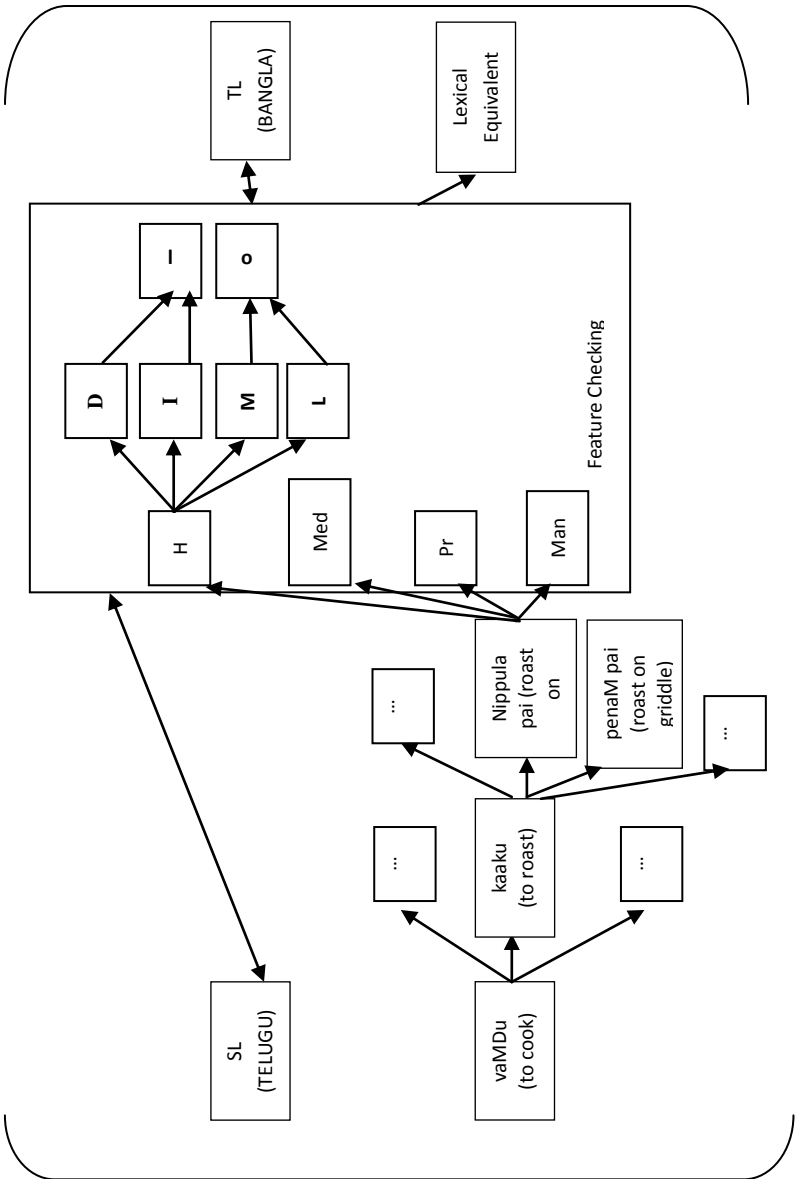 SL
(TELUGU)
TL
(BANGLA)
vaMDu
(to cook)
...
kaaku
(to roast)
...
...
Nippula
pai (roast
on
penaM pai
(roast on
griddle)
...
H
Med
Pr
Man
D
I
M
L
I
o
Feature Checking
Lexical
Equivalent